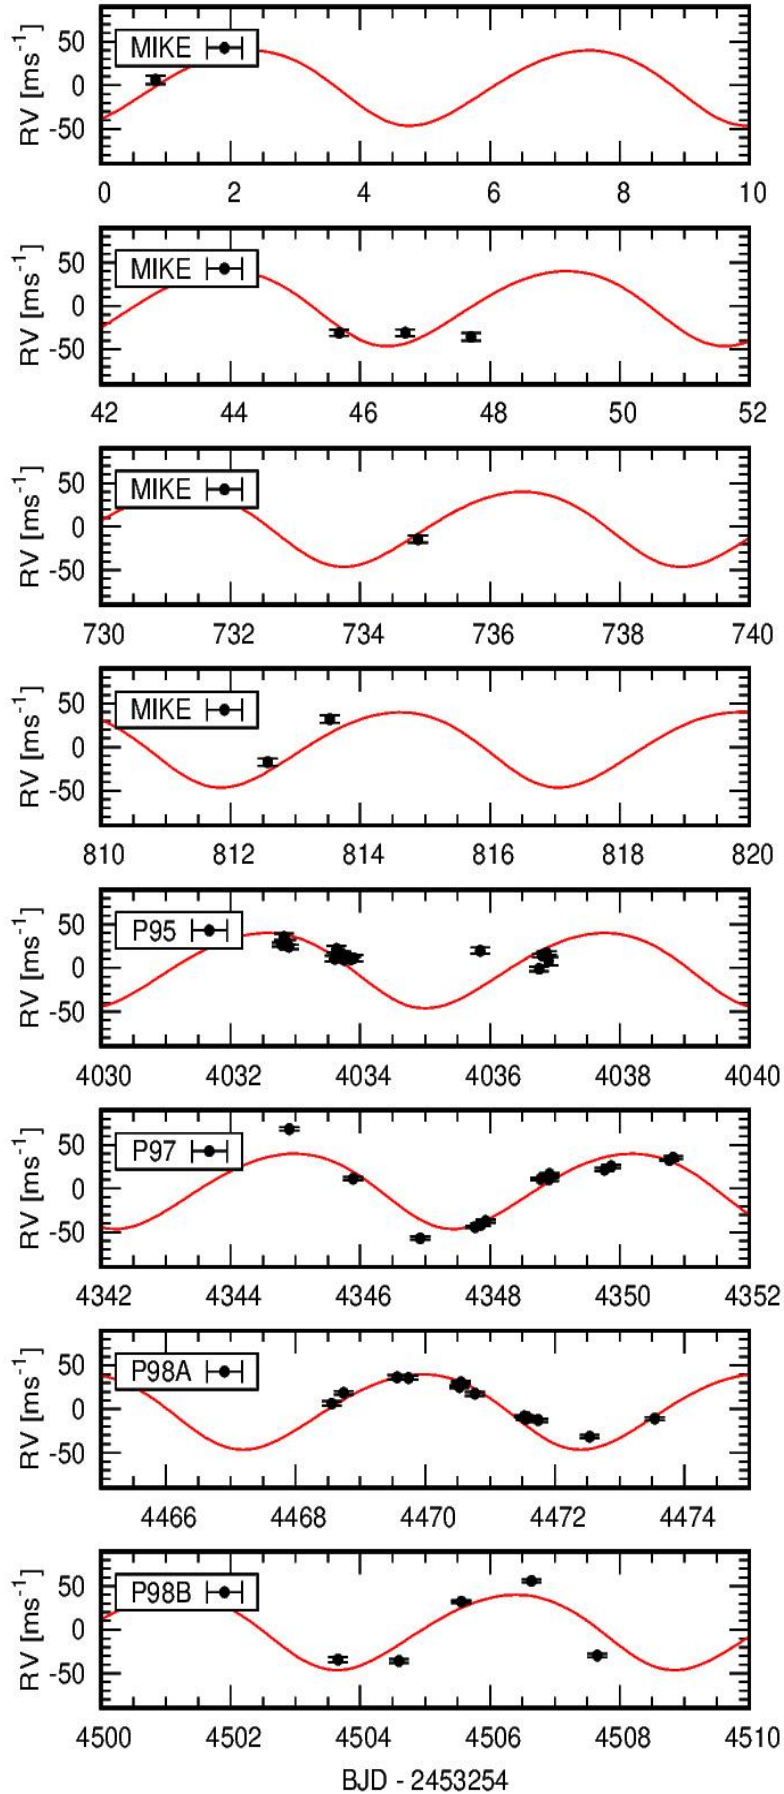 MIKE
RV [ms-1]
50
0
-50
0 2 4 6 8 10
MIKE
RV [ms-1]
50
0
-50
42 44 46 48 50 52
MIKE
RV [ms-1]
50
0
-50
730 732 734 736 738 740
MIKE
RV [ms-1]
50
0
-50
810 812 814 816 818 820
P95
RV [ms-1]
50
0
-50
4030 4032 4034 4036 4038 4040
P97
RV [ms-1]
50
0
-50
4342 4344 4346 4348 4350 4352
P98A
RV [ms-1]
50
0
-50
4466 4468 4470 4472 4474
P98B
RV [ms-1]
50
0
-50
4500 4502 4504 4506 4508 4510
BJD - 2453254